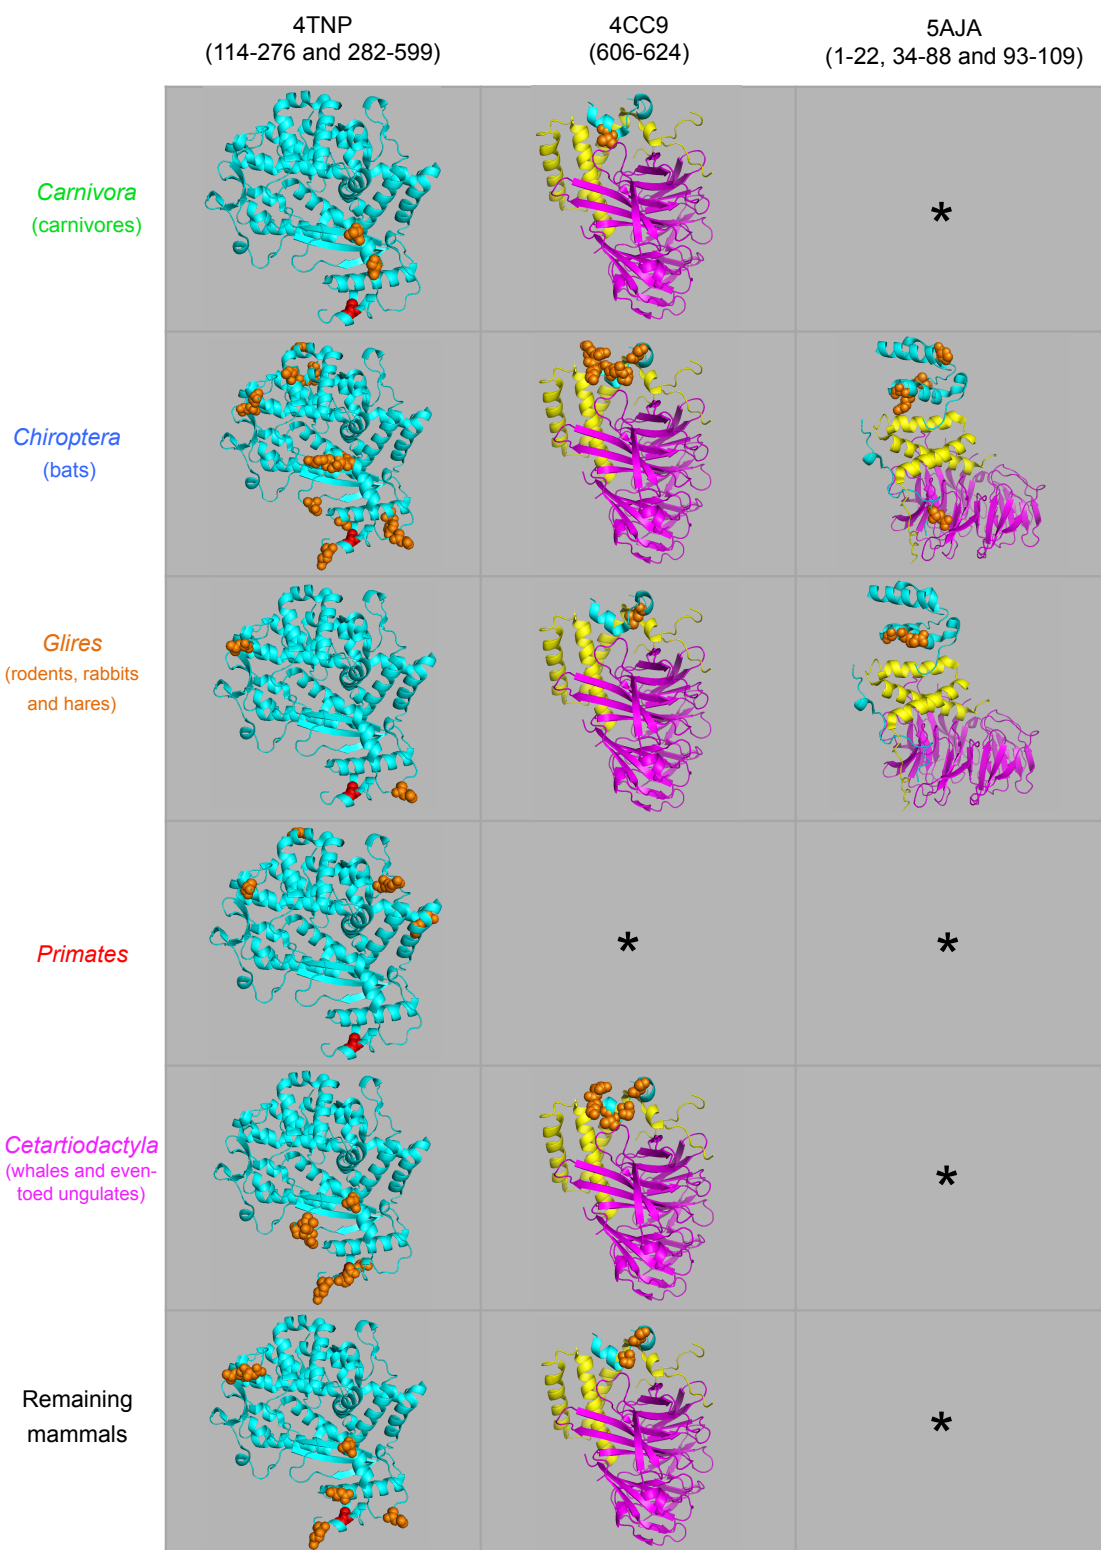 4TNP
(114-276 and 282-599)
4CC9
(606-624)
5AJA
(1-22, 34-88 and 93-109)
Carnivora
(carnivores)
*
Chiroptera
(bats)
Glires
(rodents, rabbits
and hares)
Primates
*
*
Cetartiodactyla
(whales and even-
toed ungulates)
*
Remaining
mammals
*